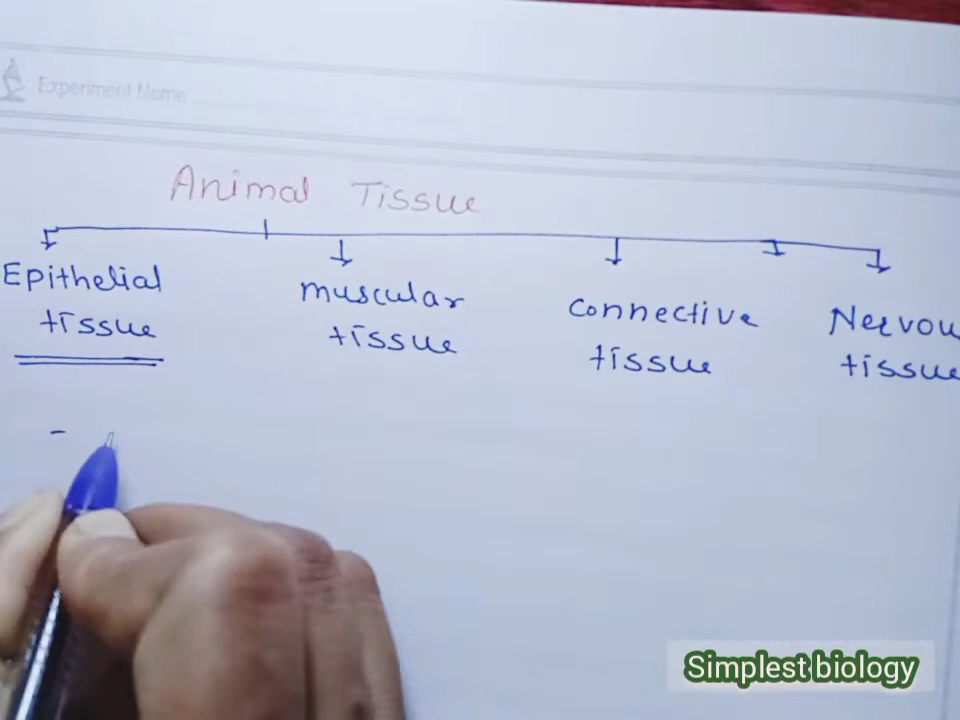 Experiment Name
Animal Tissue
Epithelial
tissue
muscular
tissue
Connective
tissue
Nervou
tissue
-
Simplest biology